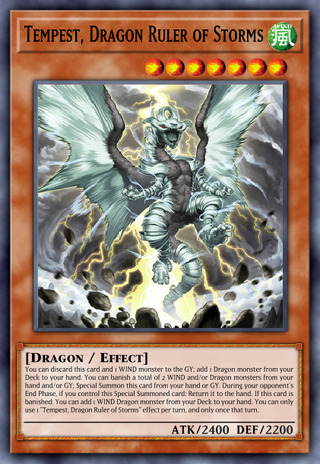 Tempest, Dragon Ruler of Storms
WIND
風
[Dragon / Effect]
You can discard this card and 1 WIND monster to the GY; add 1 Dragon monster from your
Deck to your hand. You can banish a total of 2 WIND and/or Dragon monsters from your
hand and/or GY; Special Summon this card from your hand or GY. During your opponent's
End Phase, if you control this Special Summoned card: Return it to the hand. If this card is
banished: You can add 1 WIND Dragon monster from your Deck to your hand. You can only
use 1 "Tempest, Dragon Ruler of Storms" effect per turn, and only once that turn.
ATK/2400 DEF/2200